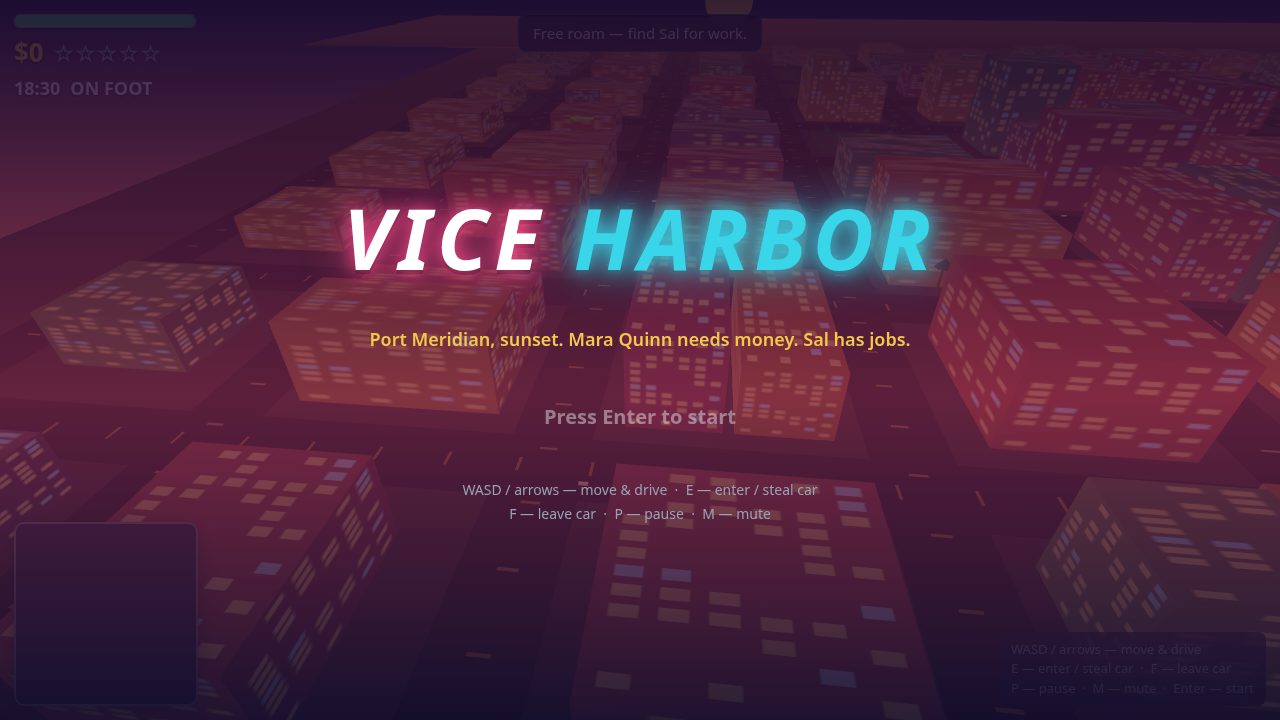 $0 ☆☆☆☆☆
Free roam — find Sal for work.
18:30 ON FOOT
VICE HARBOR
Port Meridian, sunset. Mara Quinn needs money. Sal has jobs.
Press Enter to start
WASD / arrows — move & drive · E — enter / steal car
F — leave car · P — pause · M — mute
WASD / arrows — move & drive
E — enter / steal car · F — leave car
P — pause · M — mute · Enter — start